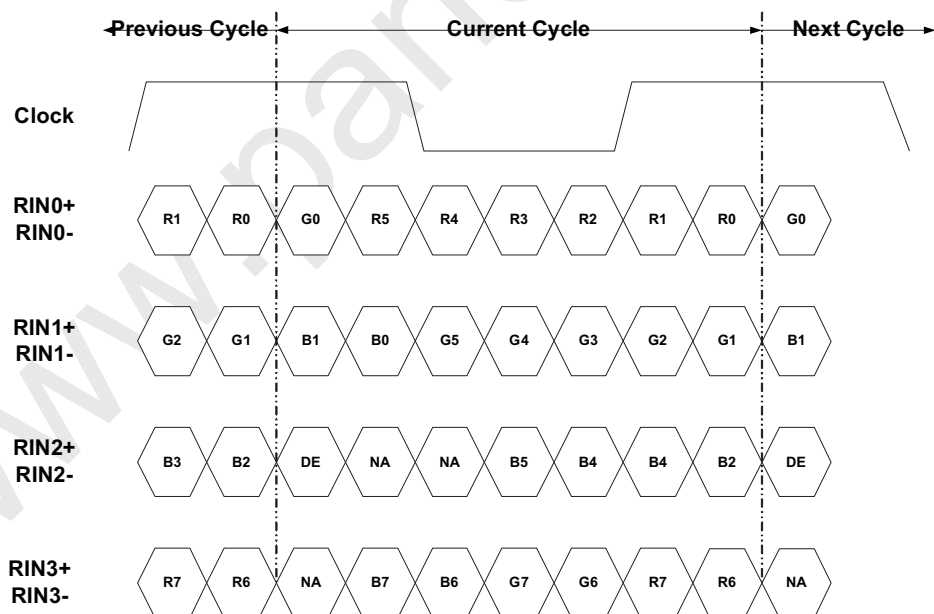 Previous Cycle Current Cycle Next Cycle
Clock
RIN0+
RIN0-
R1 R0 G0 R5 R4 R3 R2 R1 R0 G0
RIN1+
RIN1-
G2 G1 B1 B0 G5 G4 G3 G2 G1 B1
RIN2+
RIN2-
B3 B2 DE NA NA B5 B4 B4 B2 DE
RIN3+
RIN3-
R7 R6 NA B7 B6 G7 G6 R7 R6 NA
www.pan